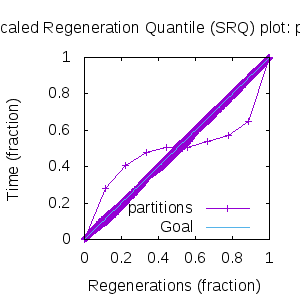 caled Regeneration Quantile (SRQ) plot: p
1
0.8
0.6
0.4
0.2
0
0
0.2
0.4
0.6
0.8
1
Time (fraction)
partitions
Goal
Regenerations (fraction)